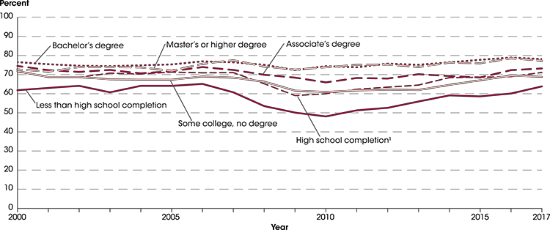 Percent
100
90
Bachelor's degree
Master's or higher degree
Associate's degree
80
70
60
Less than high school completion
Some college, no degree
High school completion¹
50
40
30
20
10
0
2000
2005
2010
2015
2017
Year